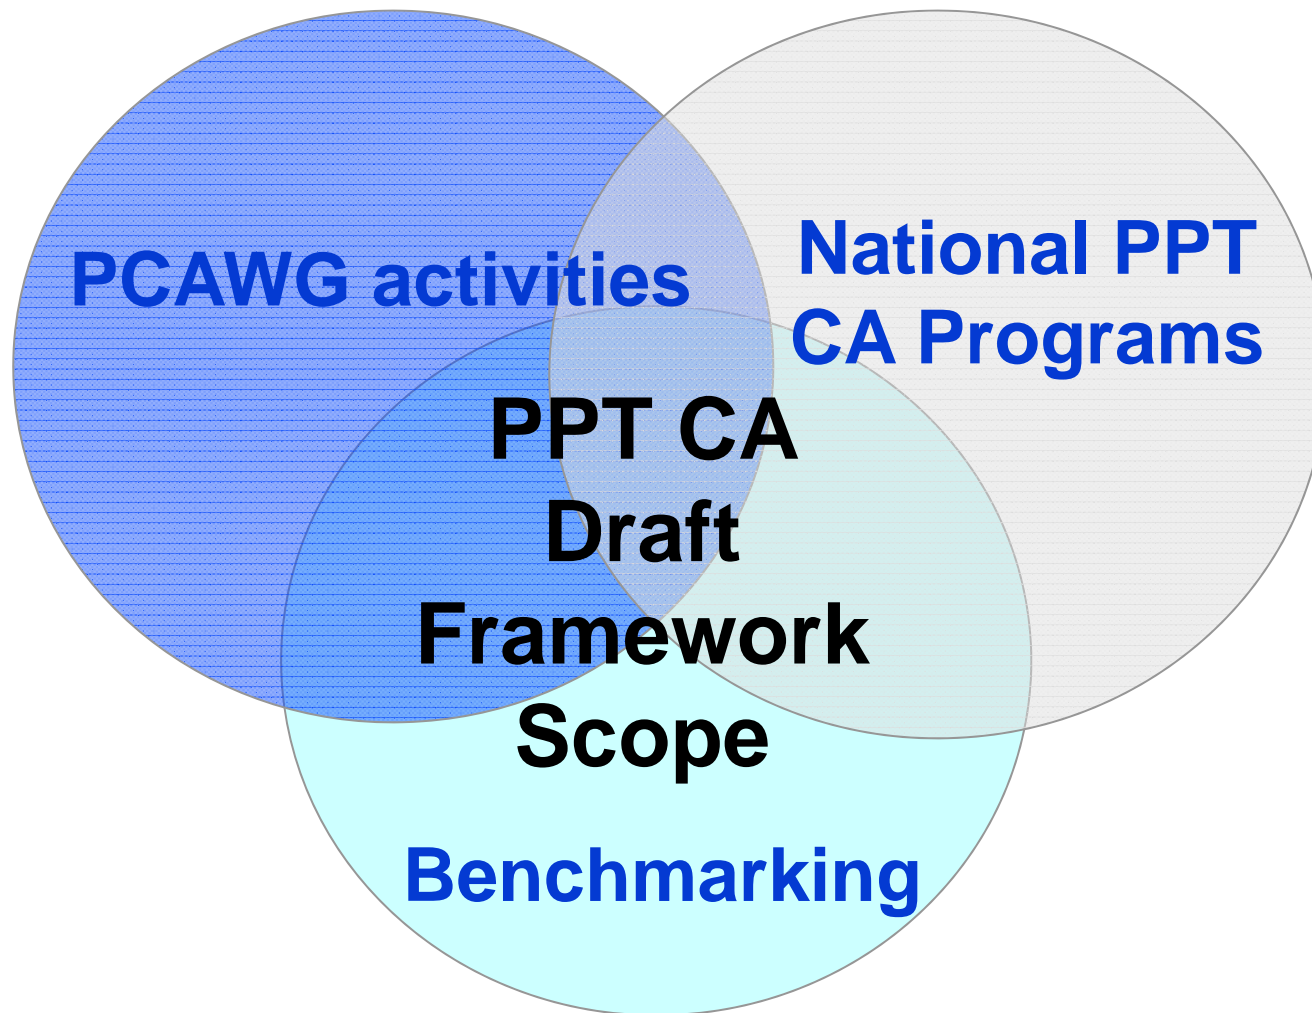 PCAWG activities
National PPT
CA Programs
PPT CA
Draft
Framework
Scope
Benchmarking